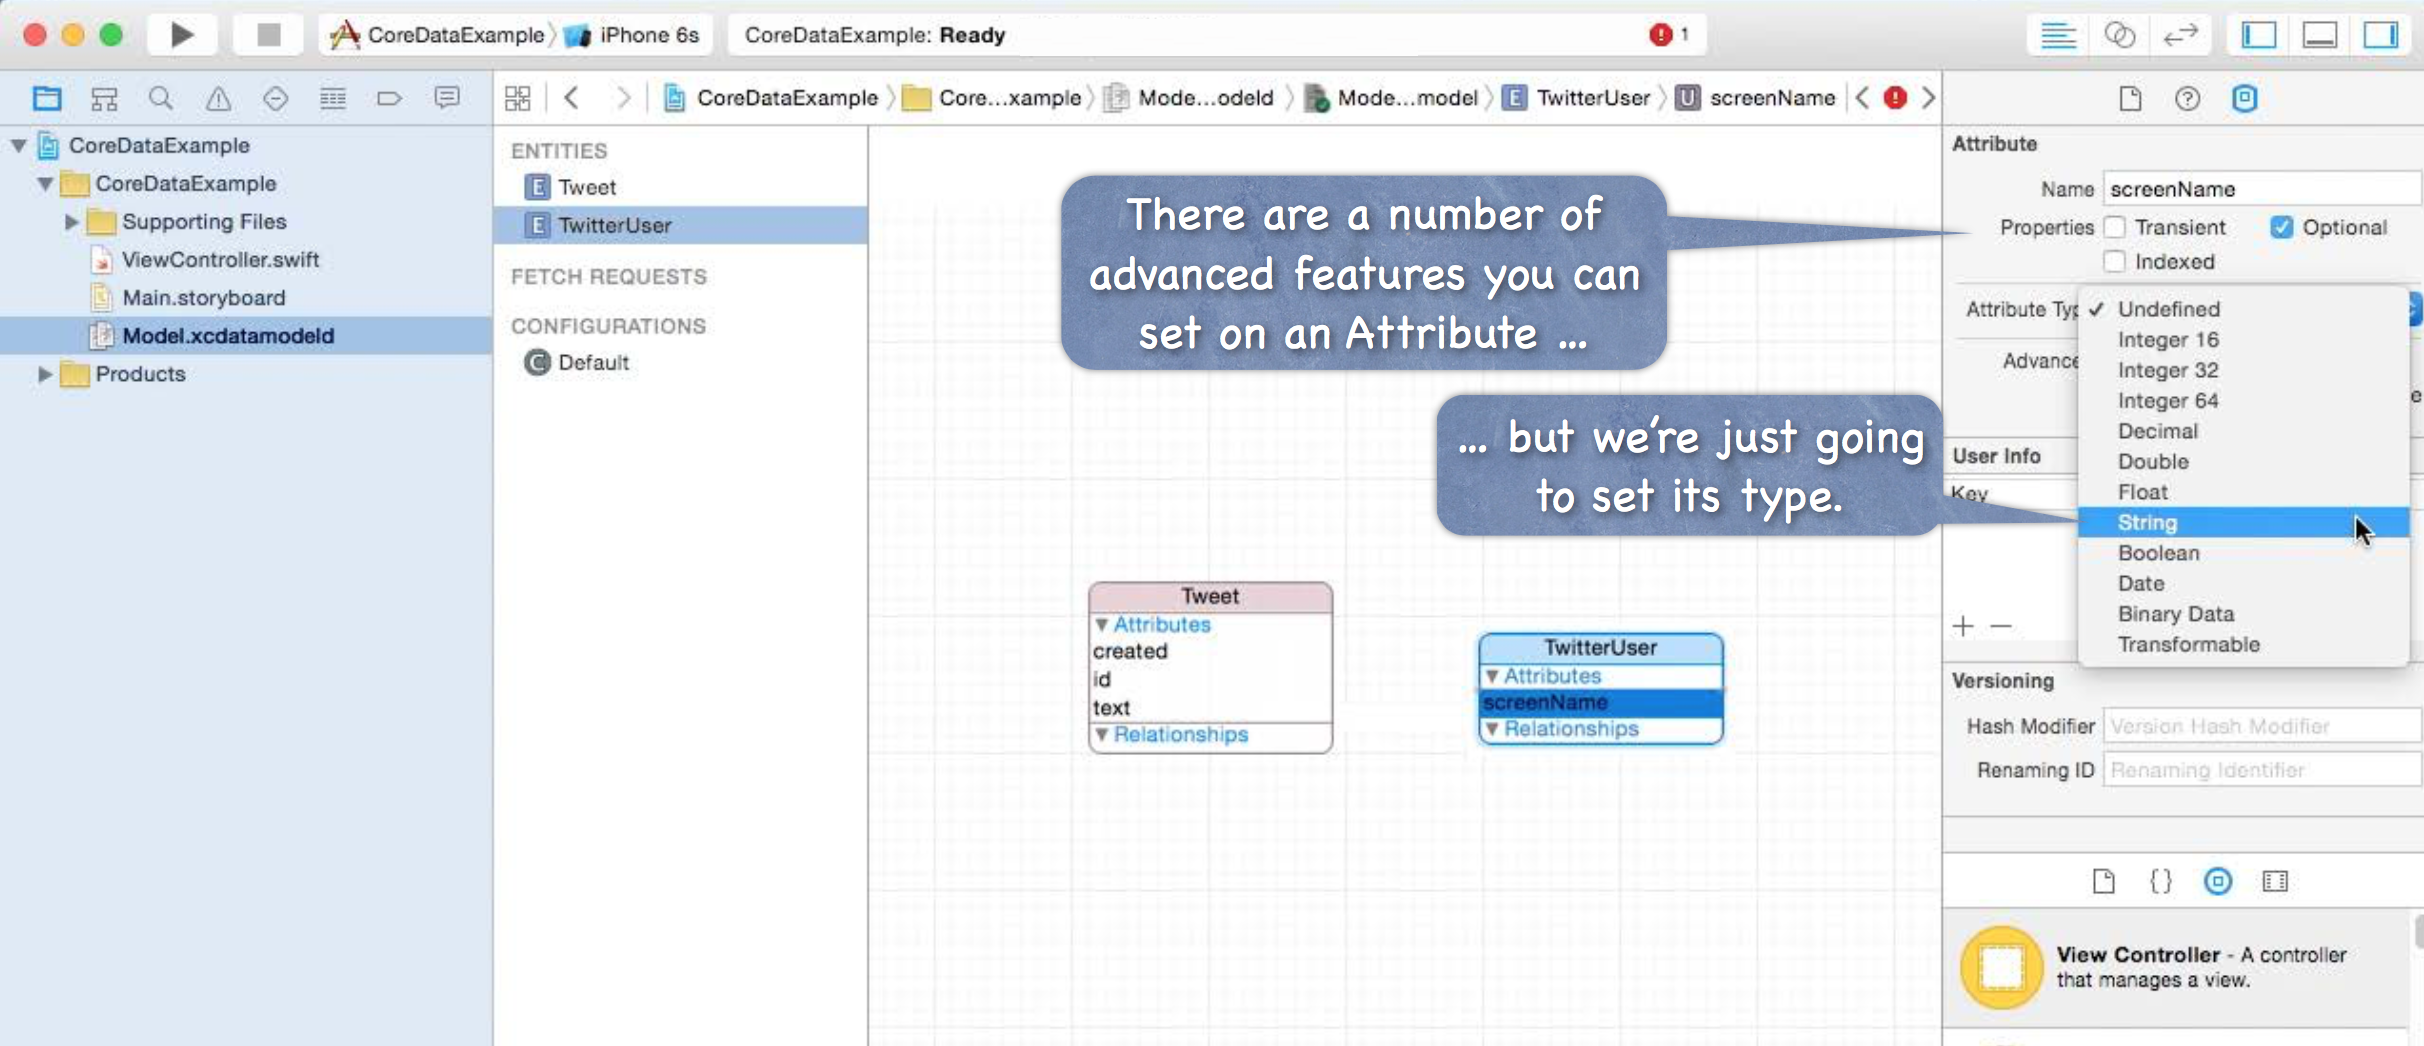 CoreDataExample
iPhone 6s
CoreDataExample: Ready
1
CoreDataExample
Core...xample
Mode...odeld
Mode...model
E TwitterUser
U screenName
CoreDataExample
CoreDataExample
Supporting Files
ViewController.swift
Main.storyboard
Model.xcdatamodeld
Products
ENTITIES
E Tweet
E TwitterUser
FETCH REQUESTS
CONFIGURATIONS
C Default
There are a number of
advanced features you can
set on an Attribute ...
... but we're just going
to set its type.
Tweet
Attributes
created
id
text
Relationships
TwitterUser
Attributes
screenName
Relationships
Attribute
Name screenName
Properties Transient Optional
Indexed
Attribute Typ ✓ Undefined
Integer 16
Integer 32
Advance
Integer 64
Decimal
Double
User Info
Float
Key
String
Boolean
Date
Binary Data
Transformable
+ −
Versioning
Hash Modifier Version Hash Modifier
Renaming ID Renaming Identifier
{}
View Controller - A controller
that manages a view.